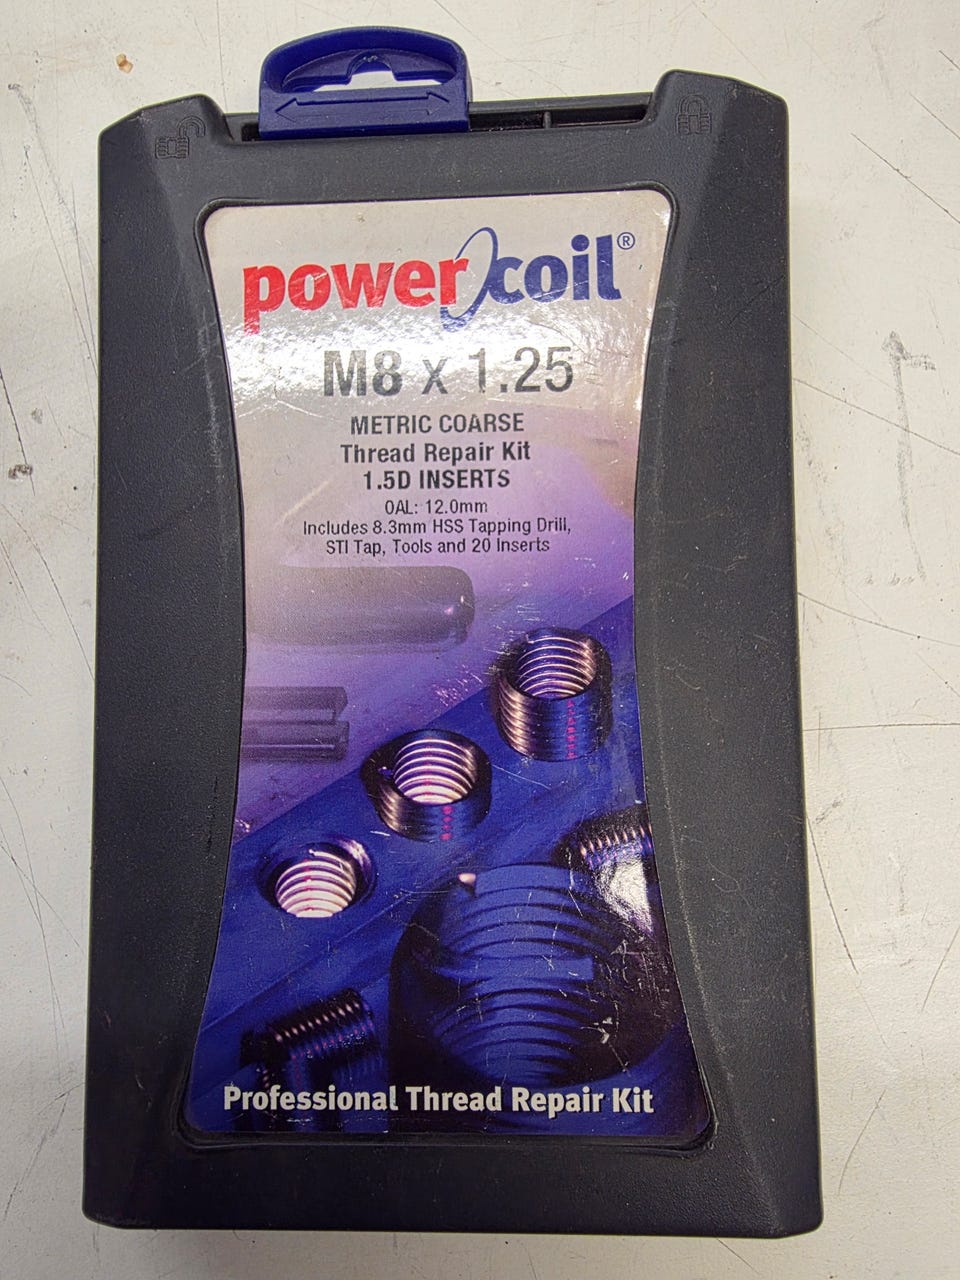 powercoil®
M8 x 1.25
METRIC COARSE
Thread Repair Kit
1.5D INSERTS
OAL: 12.0mm
Includes 8.3mm HSS Tapping Drill,
STI Tap, Tools and 20 Inserts
Professional Thread Repair Kit